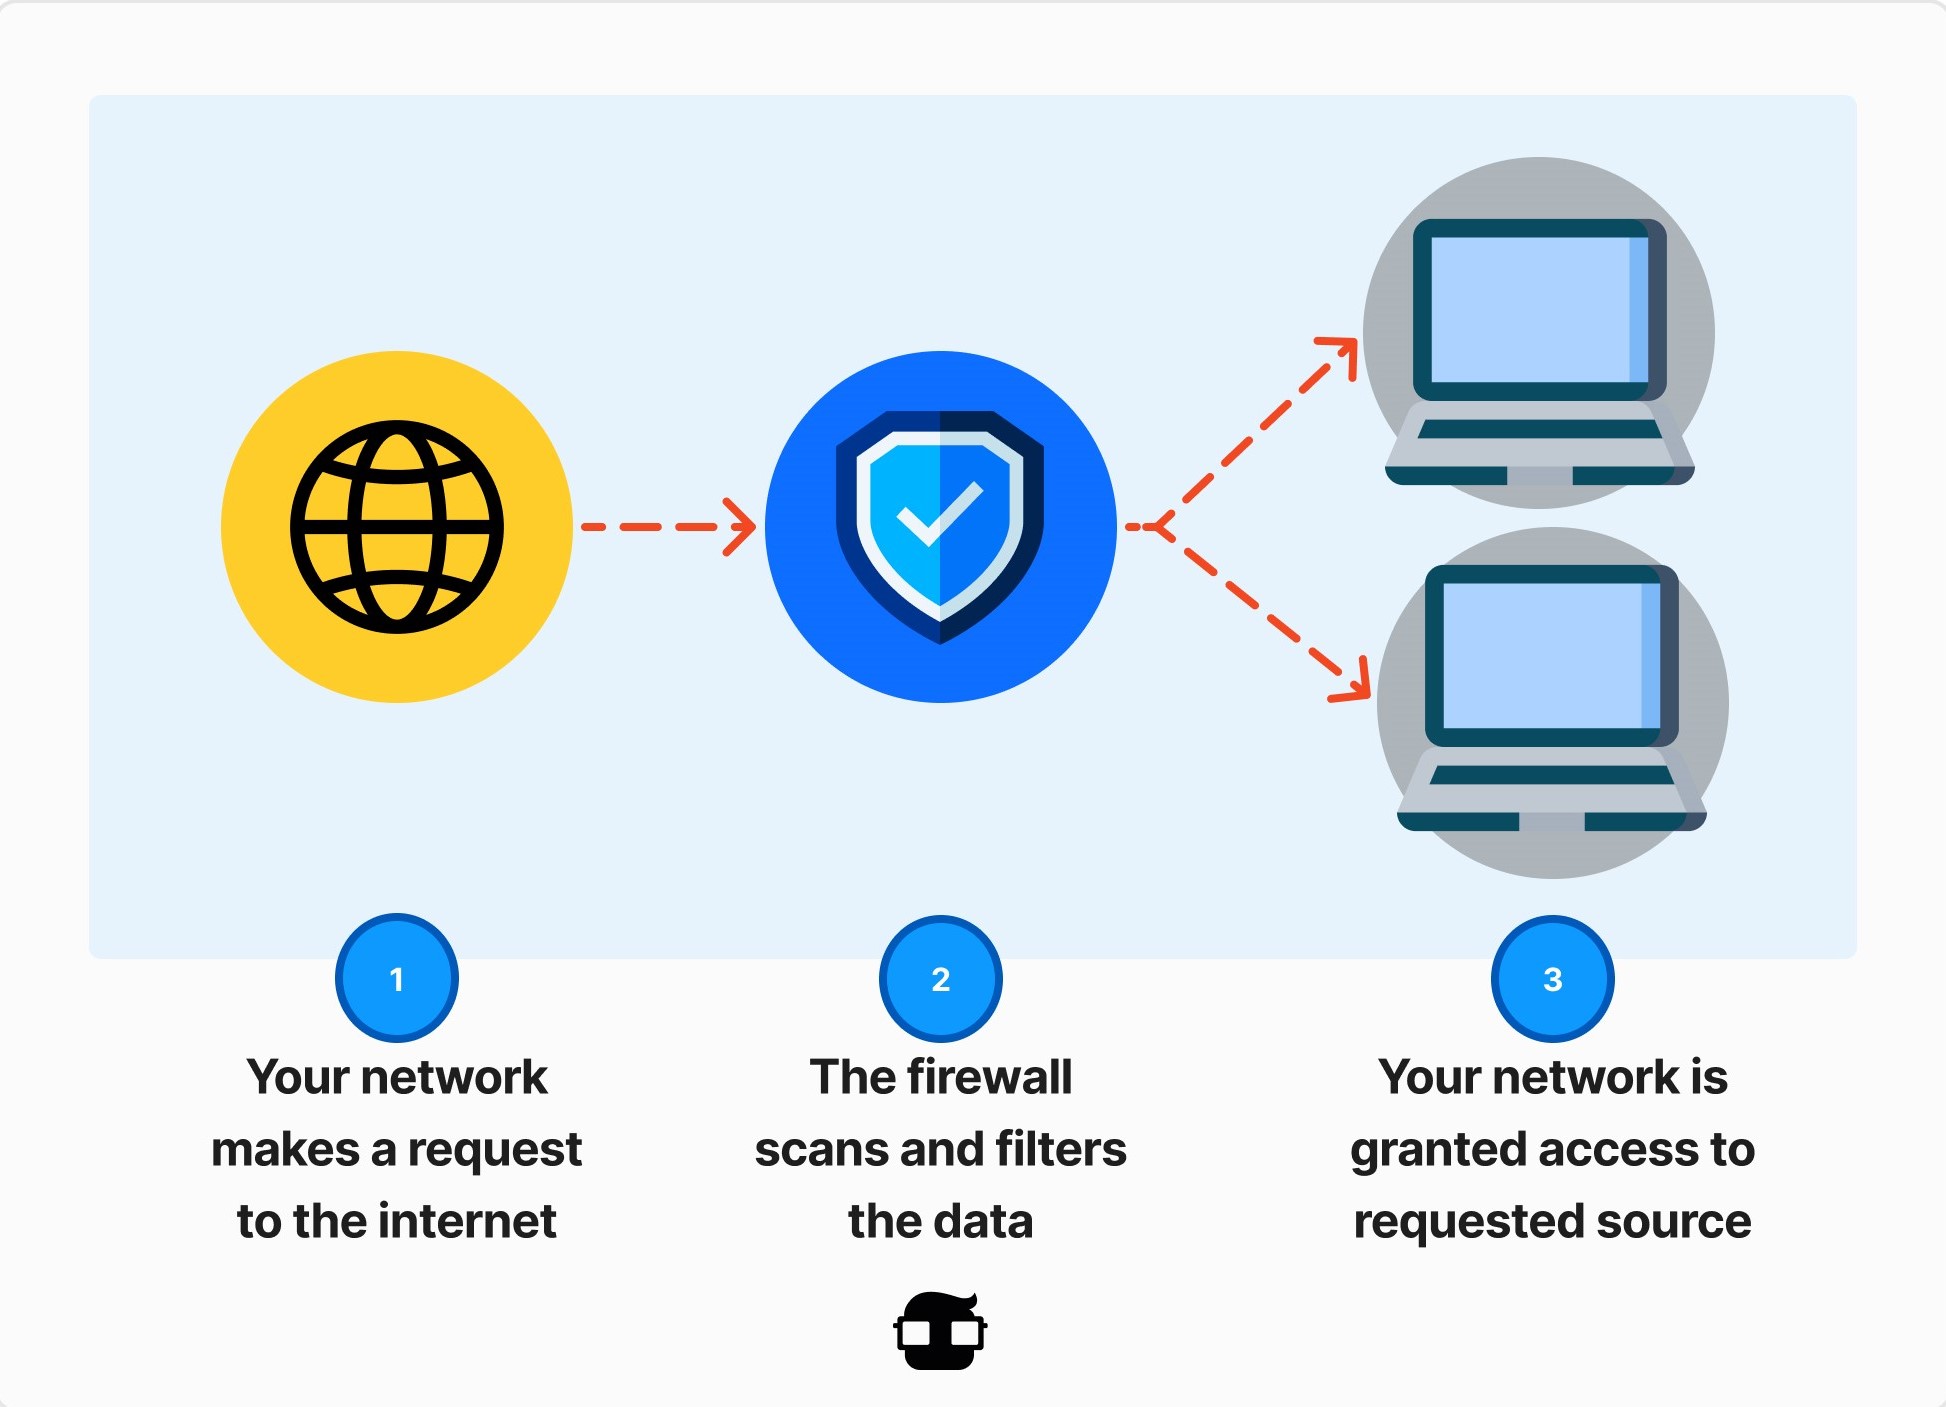 1
Your network
makes a request
to the internet
2
The firewall
scans and filters
the data
3
Your network is
granted access to
requested source